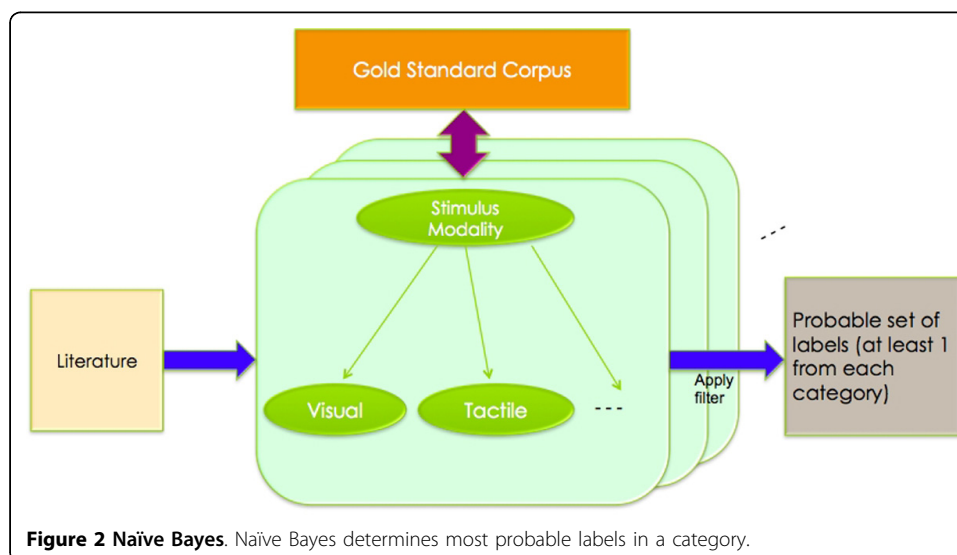 Gold Standard Corpus
Stimulus
Modality
Literature
Visual
Tactile
---
---
Apply
filter
Probable set of
labels (at least 1
from each
category)
Figure 2 Naïve Bayes. Naïve Bayes determines most probable labels in a category.